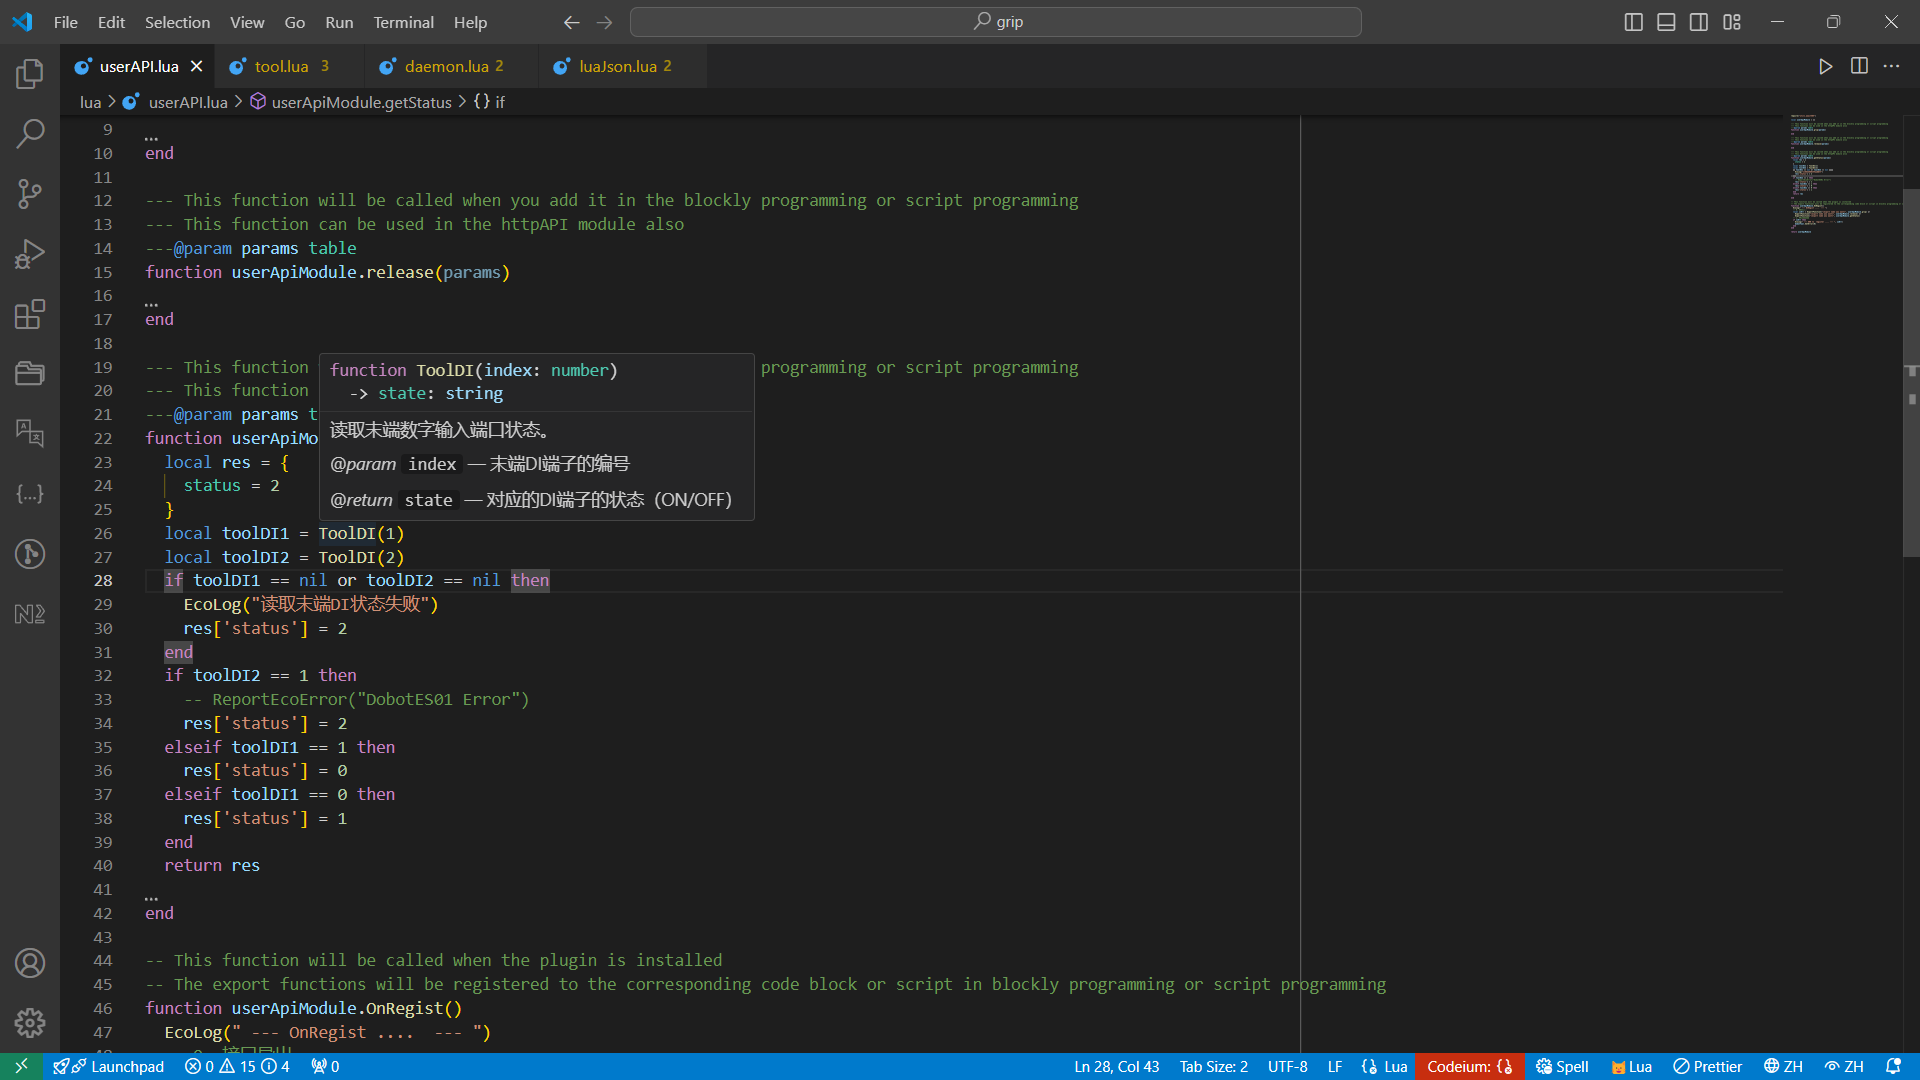 File Edit Selection View Go Run Terminal Help
grip
userAPI.lua
tool.lua 3
daemon.lua 2
luaJson.lua 2
lua > userAPI.lua > userApiModule.getStatus > {} if
9 ...
10 end
11
12 --- This function will be called when you add it in the blockly programming or script programming
13 --- This function can be used in the httpAPI module also
14 ---@param params table
15 function userApiModule.release(params)
16 ...
17 end
18
19 --- This function programming or script programming
20 --- This function
21 ---@param params t
22 function userApiMo
function ToolDI(index: number)
-> state: string
读取末端数字输入端口状态。
@param index — 末端DI端子的编号
@return state — 对应的DI端子的状态（ON/OFF）
23 local res = {
24 status = 2
25 }
26 local toolDI1 = ToolDI(1)
27 local toolDI2 = ToolDI(2)
28 if toolDI1 == nil or toolDI2 == nil then
29 EcoLog("读取末端DI状态失败")
30 res['status'] = 2
31 end
32 if toolDI2 == 1 then
33 -- ReportEcoError("DobotES01 Error")
34 res['status'] = 2
35 elseif toolDI1 == 1 then
36 res['status'] = 0
37 elseif toolDI1 == 0 then
38 res['status'] = 1
39 end
40 return res
41 ...
42 end
43
44 -- This function will be called when the plugin is installed
45 -- The export functions will be registered to the corresponding code block or script in blockly programming or script programming
46 function userApiModule.OnRegist()
47 EcoLog(" --- OnRegist .... --- ")
Launchpad 0 15 4 0 Ln 28, Col 43 Tab Size: 2 UTF-8 LF Lua Codeium: {} Spell Lua Prettier ZH ZH